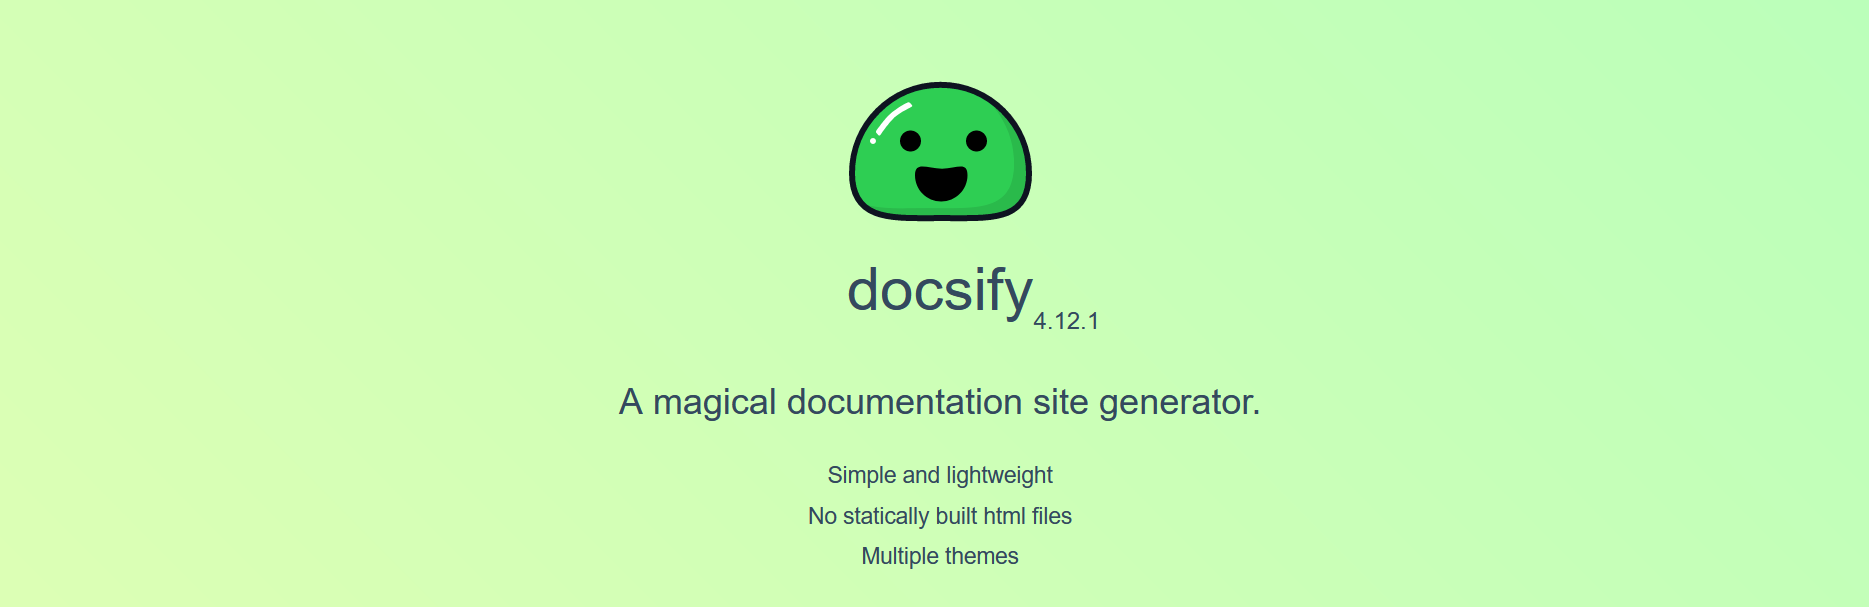 docsify 4.12.1
A magical documentation site generator.
Simple and lightweight
No statically built html files
Multiple themes